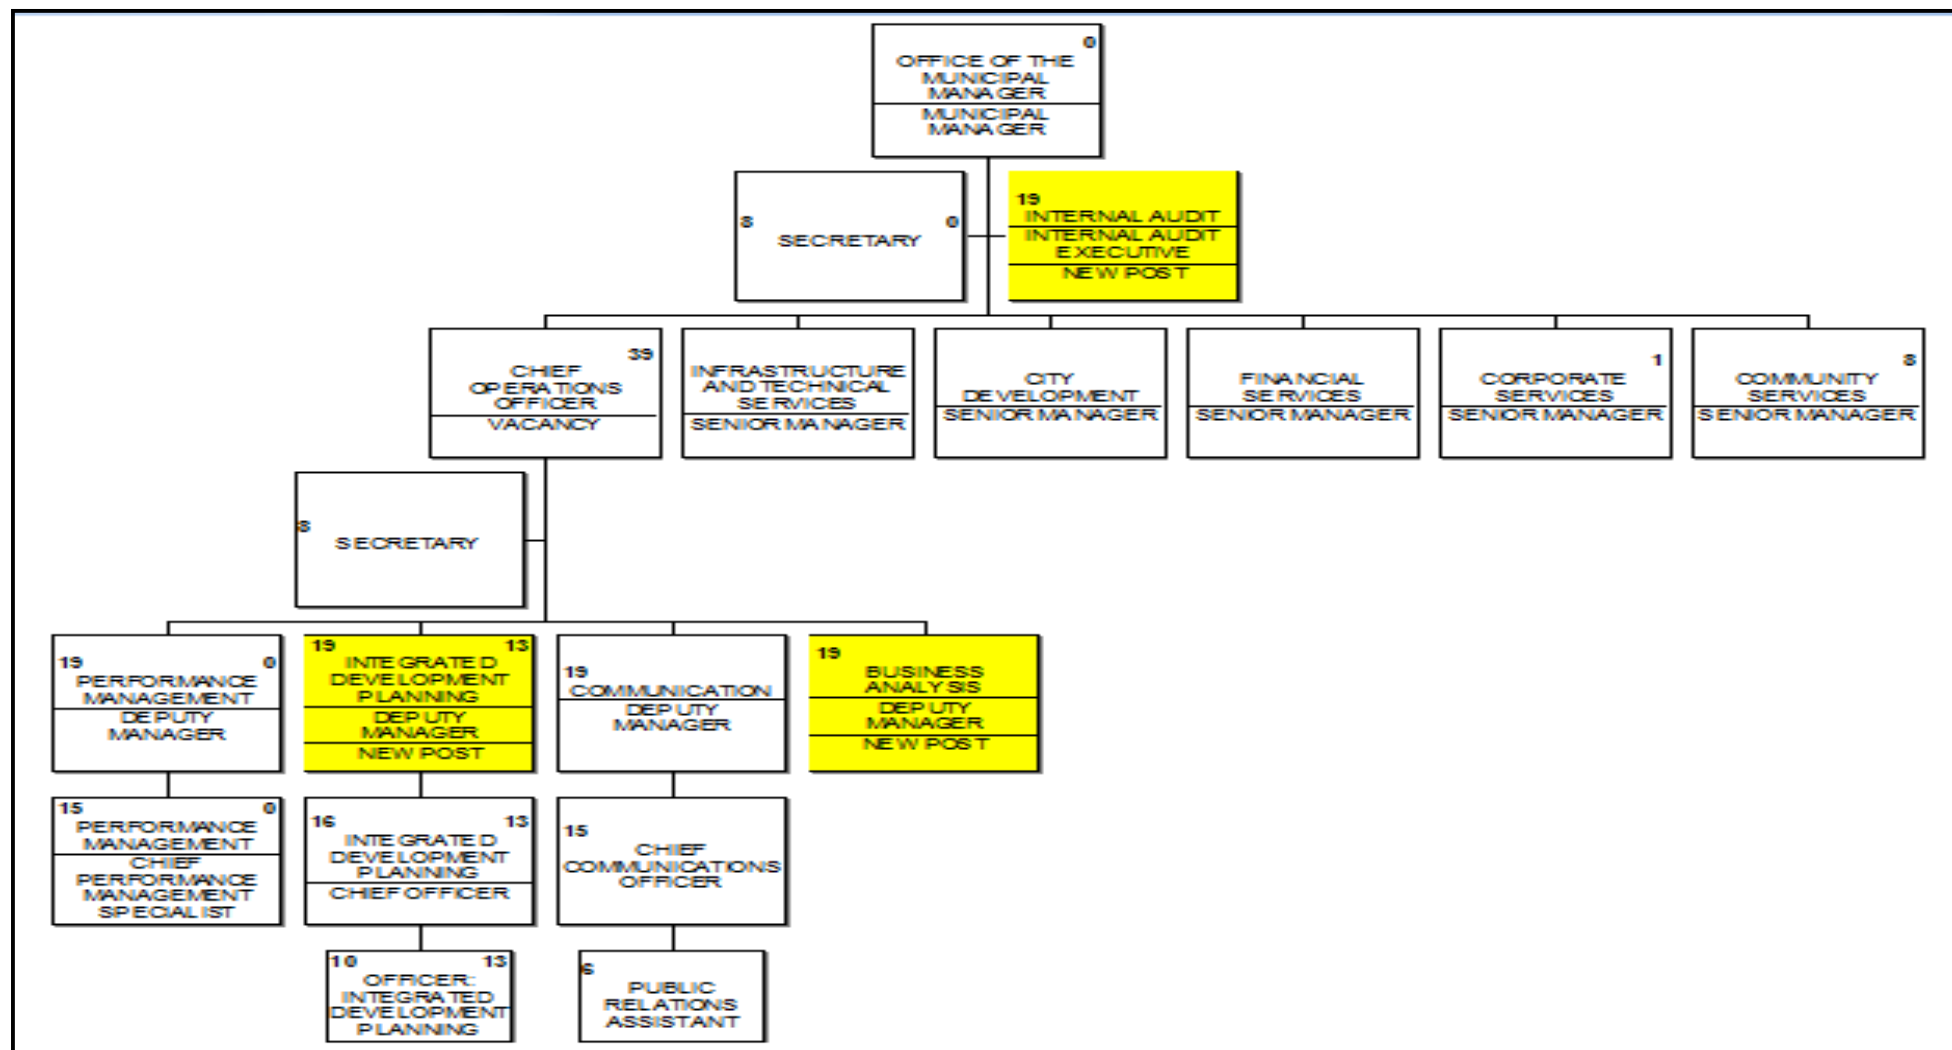 0
OFFICE OF THE
MUNICIPAL
MANAGER
MUNICIPAL
MANAGER
8 0
SECRETARY
19
INTERNAL AUDIT
INTERNAL AUDIT
EXECUTIVE
NEW POST
39
CHIEF
OPERATIONS
OFFICER
VACANCY
INFRASTRUCTURE
AND TECHNICAL
SERVICES
SENIOR MANAGER
CITY
DEVELOPMENT
SENIOR MANAGER
FINANCIAL
SERVICES
SENIOR MANAGER
1
CORPORATE
SERVICES
SENIOR MANAGER
8
COMMUNITY
SERVICES
SENIOR MANAGER
8
SECRETARY
19 0
PERFORMANCE
MANAGEMENT
DEPUTY
MANAGER
19 13
INTEGRATED
DEVELOPMENT
PLANNING
DEPUTY
MANAGER
NEW POST
19
COMMUNICATION
DEPUTY
MANAGER
19
BUSINESS
ANALYSIS
DEPUTY
MANAGER
NEW POST
15 0
PERFORMANCE
MANAGEMENT
CHIEF
PERFORMANCE
MANAGEMENT
SPECIALIST
16 13
INTEGRATED
DEVELOPMENT
PLANNING
CHIEF OFFICER
15
CHIEF
COMMUNICATIONS
OFFICER
10 13
OFFICER:
INTEGRATED
DEVELOPMENT
PLANNING
6
PUBLIC
RELATIONS
ASSISTANT